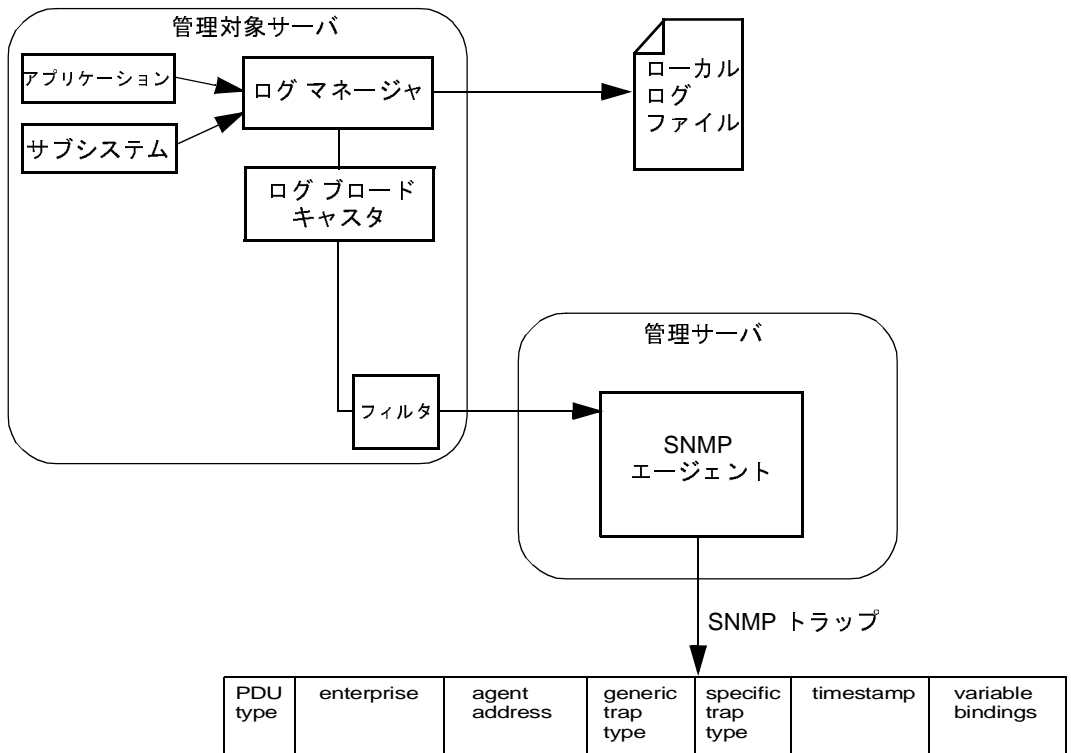 管理対象サーバ
アプリケーション
サブシステム
ログ マネージャ
ログ ブロード
キャスタ
フィルタ
ローカル
ログ
ファイル
管理サーバ
SNMP
エージェント
SNMP トラップ
PDU
type
enterprise
agent
address
generic
trap
type
specific
trap
type
timestamp
variable
bindings